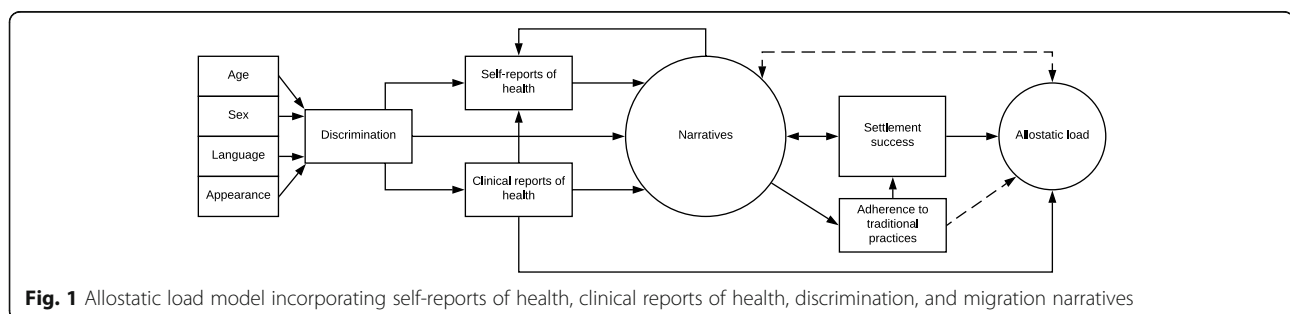 Age
Sex
Language
Appearance
Discrimination
Self-reports of
health
Clinical reports of
health
Narratives
Settlement
success
Adherence to
traditional
practices
Allostatic load
Fig. 1 Allostatic load model incorporating self-reports of health, clinical reports of health, discrimination, and migration narratives